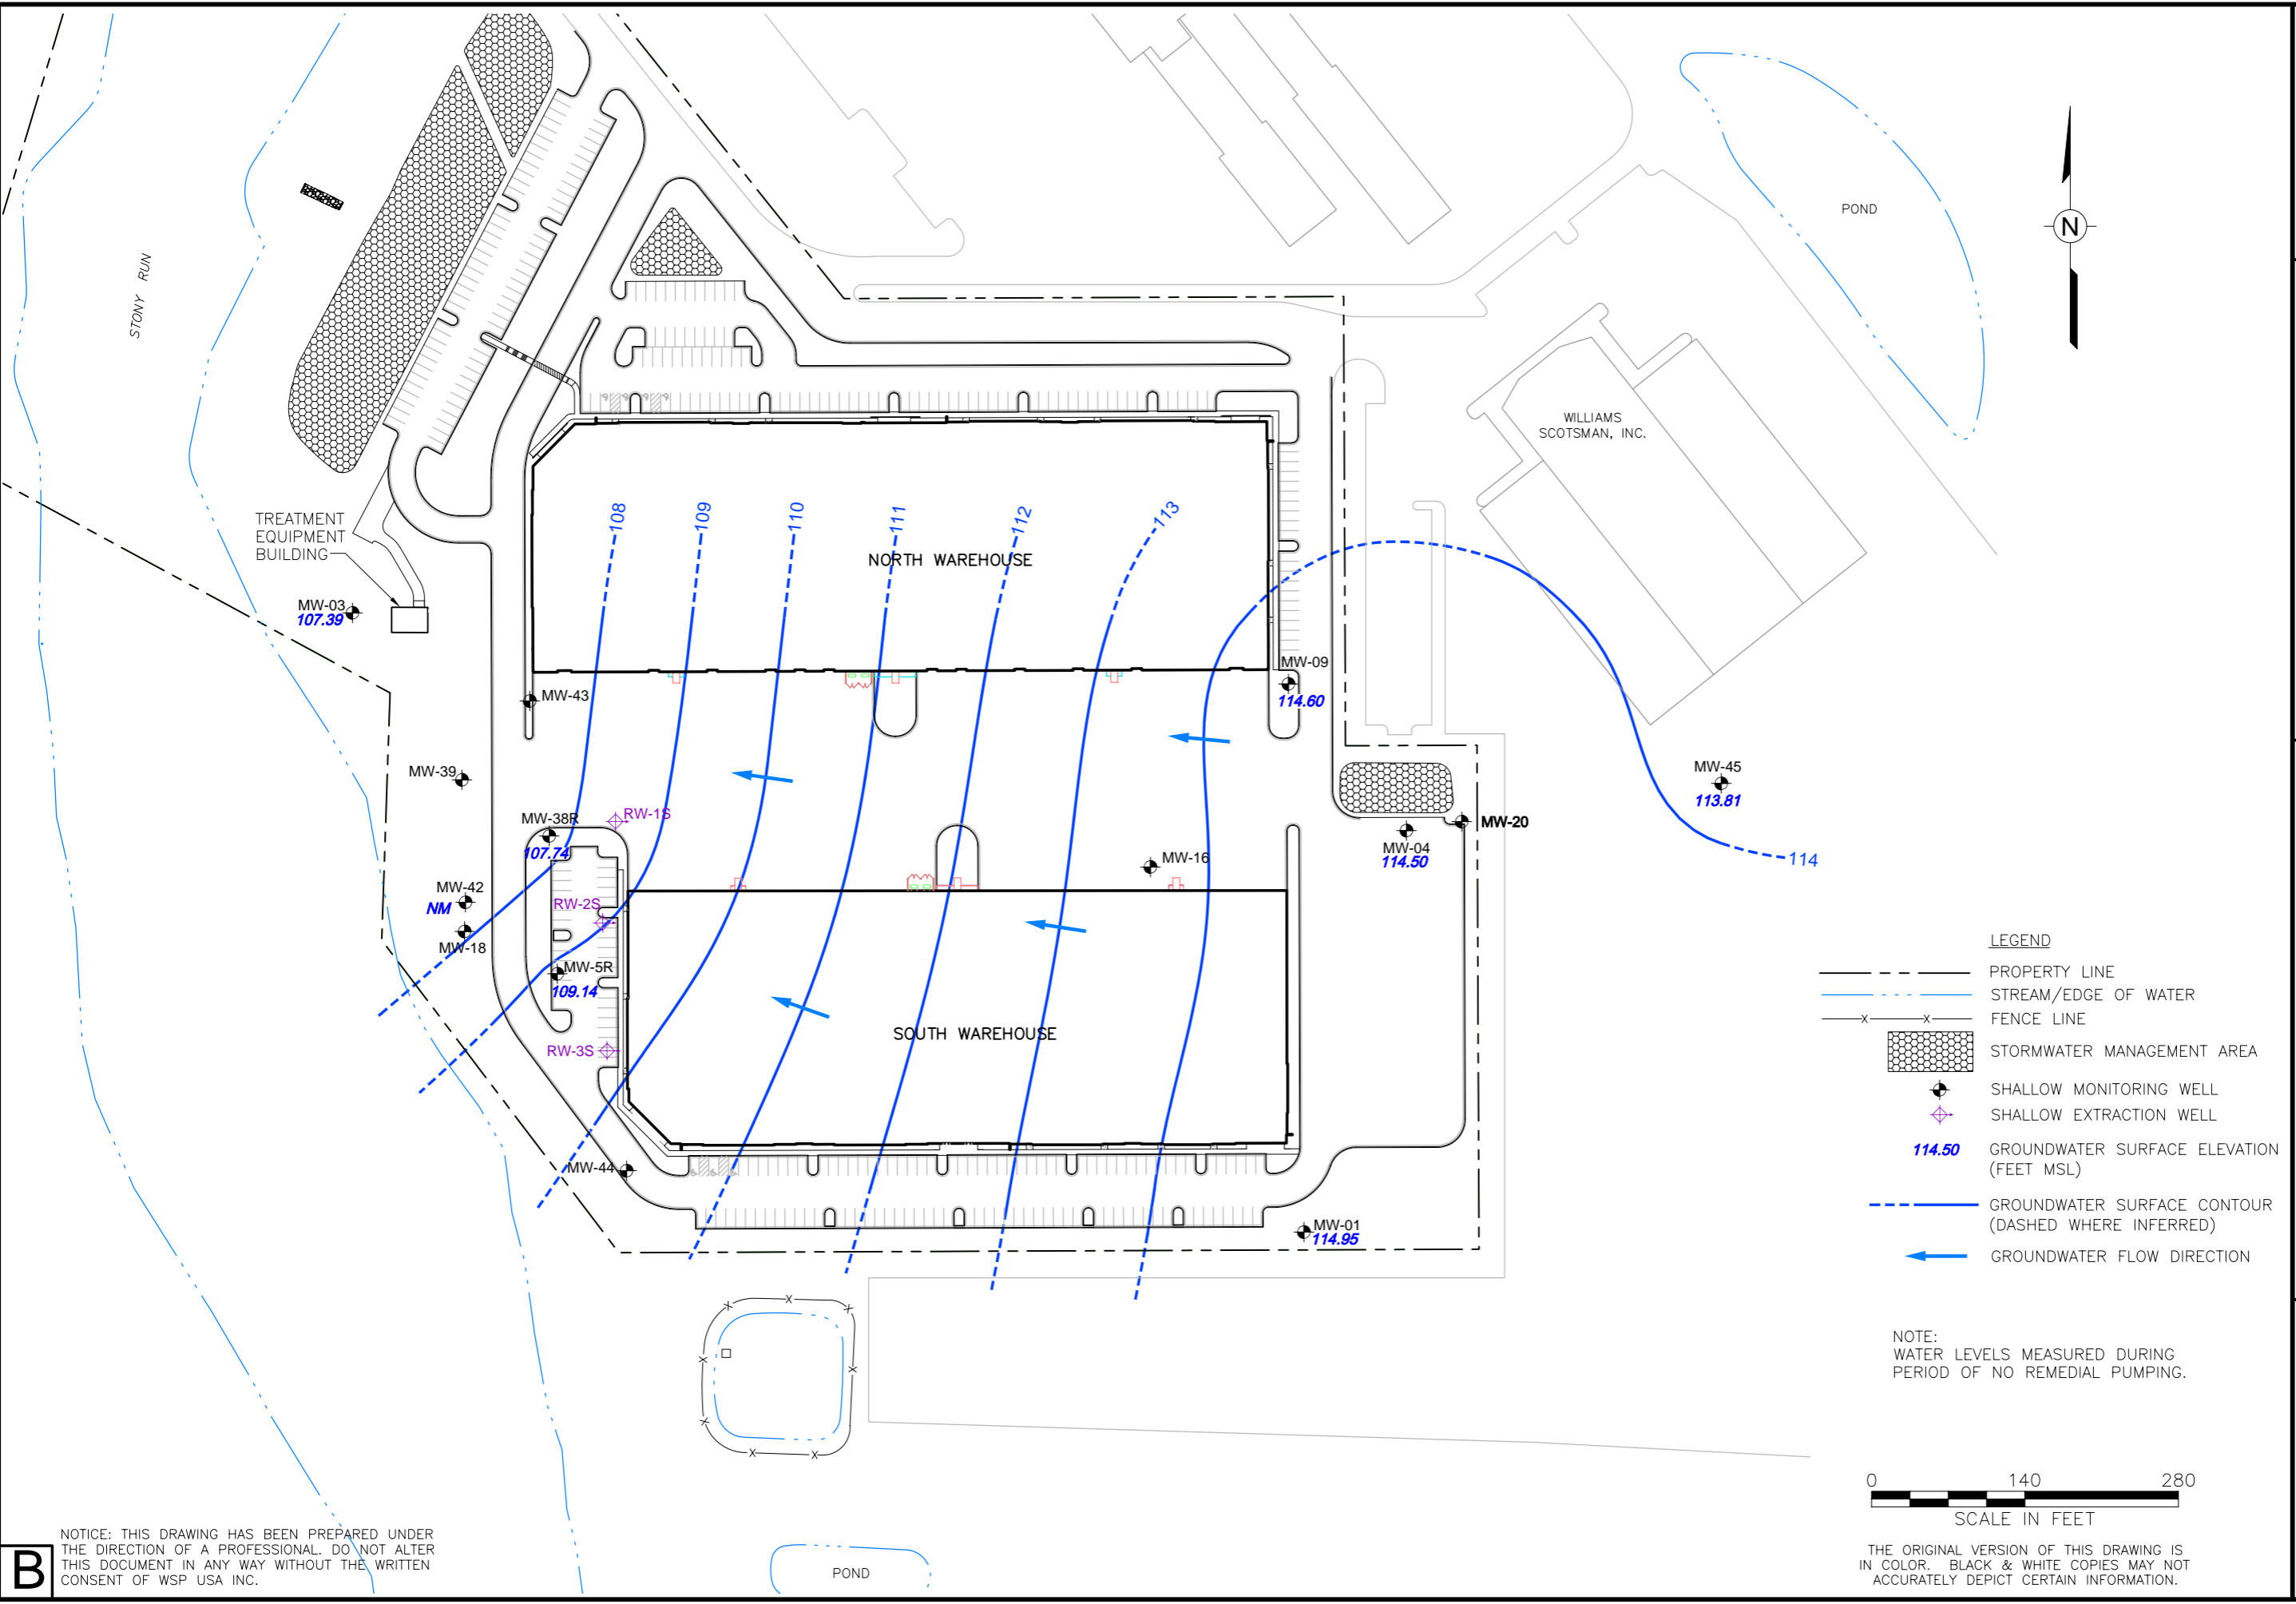 POND
STONY RUN
WILLIAMS
SCOTSMAN, INC.
108
109
110
111
112
113
TREATMENT
EQUIPMENT
BUILDING
NORTH WAREHOUSE
MW-03
107.39
MW-43
MW-09
114.60
MW-39
MW-45
113.81
MW-38R
107.74
RW-1S
MW-20
MW-04
114.50
MW-16
114
MW-42
NM
MW-18
RW-2S
MW-5R
109.14
RW-3S
SOUTH WAREHOUSE
MW-44
MW-01
114.95
N
LEGEND
PROPERTY LINE
STREAM/EDGE OF WATER
X X FENCE LINE
STORMWATER MANAGEMENT AREA
SHALLOW MONITORING WELL
SHALLOW EXTRACTION WELL
114.50 GROUNDWATER SURFACE ELEVATION
(FEET MSL)
GROUNDWATER SURFACE CONTOUR
(DASHED WHERE INFERRED)
GROUNDWATER FLOW DIRECTION
NOTE:
WATER LEVELS MEASURED DURING
PERIOD OF NO REMEDIAL PUMPING.
0 140 280
SCALE IN FEET
THE ORIGINAL VERSION OF THIS DRAWING IS
IN COLOR. BLACK & WHITE COPIES MAY NOT
ACCURATELY DEPICT CERTAIN INFORMATION.
POND
B
NOTICE: THIS DRAWING HAS BEEN PREPARED UNDER
THE DIRECTION OF A PROFESSIONAL. DO NOT ALTER
THIS DOCUMENT IN ANY WAY WITHOUT THE WRITTEN
CONSENT OF WSP USA INC.